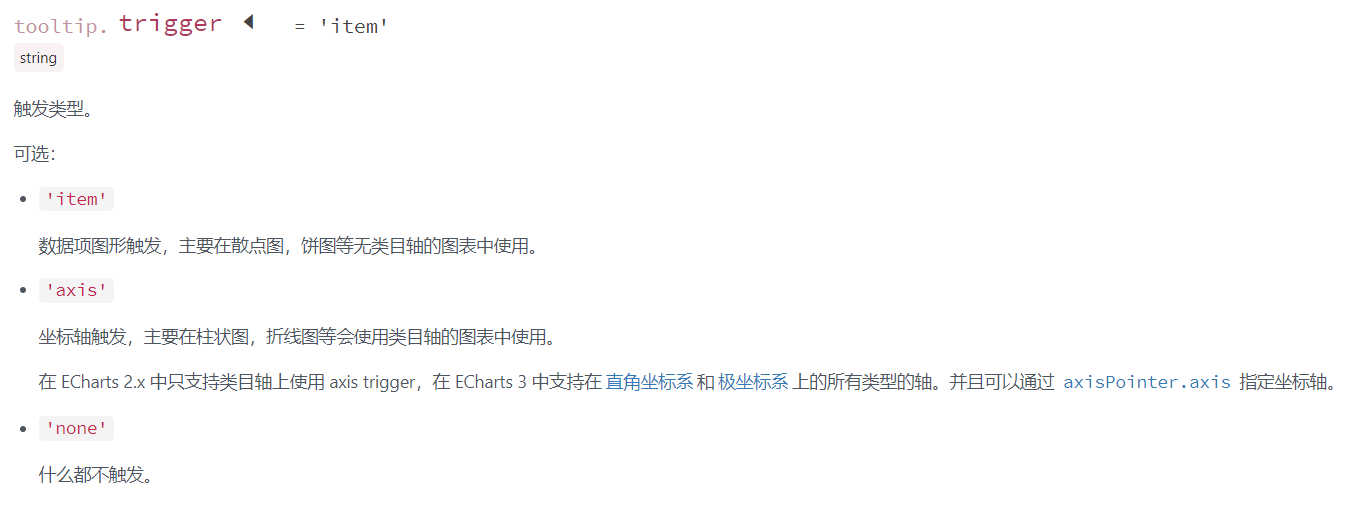 tooltip. trigger ◀ = 'item'
string
触发类型。
可选：
• 'item'
数据项图形触发，主要在散点图，饼图等无类目轴的图表中使用。
• 'axis'
坐标轴触发，主要在柱状图，折线图等会使用类目轴的图表中使用。
在 ECharts 2.x 中只支持类目轴上使用 axis trigger，在 ECharts 3 中支持在 直角坐标系 和 极坐标系 上的所有类型的轴。并且可以通过 axisPointer.axis 指定坐标轴。
• 'none'
什么都不触发。